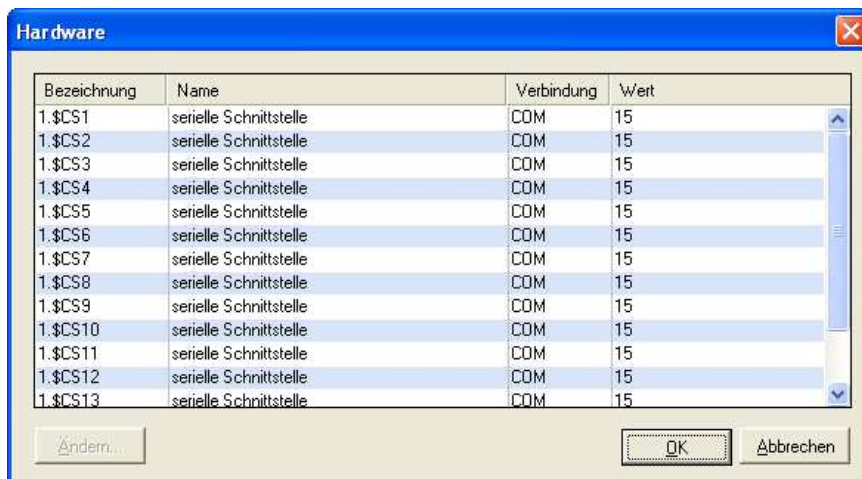 Hardware
Bezeichnung Name Verbindung Wert
1.$CS1 serielle Schnittstelle COM 15
1.$CS2 serielle Schnittstelle COM 15
1.$CS3 serielle Schnittstelle COM 15
1.$CS4 serielle Schnittstelle COM 15
1.$CS5 serielle Schnittstelle COM 15
1.$CS6 serielle Schnittstelle COM 15
1.$CS7 serielle Schnittstelle COM 15
1.$CS8 serielle Schnittstelle COM 15
1.$CS9 serielle Schnittstelle COM 15
1.$CS10 serielle Schnittstelle COM 15
1.$CS11 serielle Schnittstelle COM 15
1.$CS12 serielle Schnittstelle COM 15
1.$CS13 serielle Schnittstelle COM 15
Ändern... OK Abbrechen